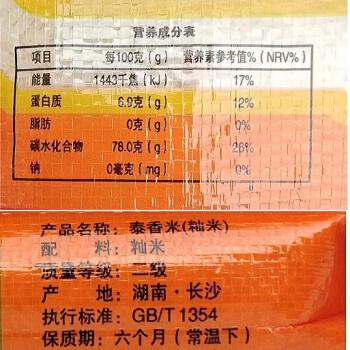 营养成分表
项目 每100克(g) 营养素参考值%(NRV%)
能量 1443千焦(kJ) 17%
蛋白质 6.9克(g) 12%
脂肪 0克(g) 0%
碳水化合物 78.0克(g) 26%
钠 0毫克(mg) 0%
产品名称：泰香米(籼米)
配 料：籼米
质量等级：二级
产 地：湖南·长沙
执行标准：GB/T 1354
保质期：六个月（常温下）